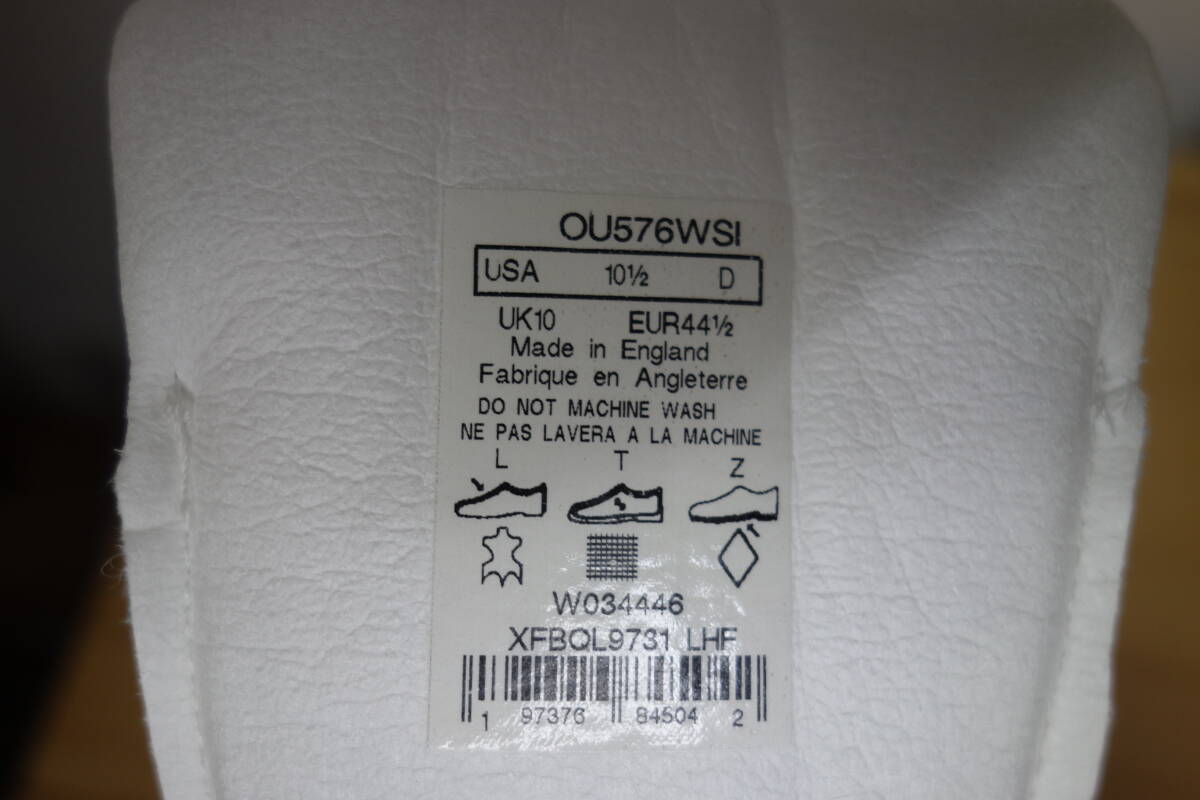 OU576WSI
USA 10½ D
UK10 EUR44½
Made in England
Fabrique en Angleterre
DO NOT MACHINE WASH
NE PAS LAVERA A LA MACHINE
L T Z
W034446
XFBQL9731 LHF
1 97376 84504 2